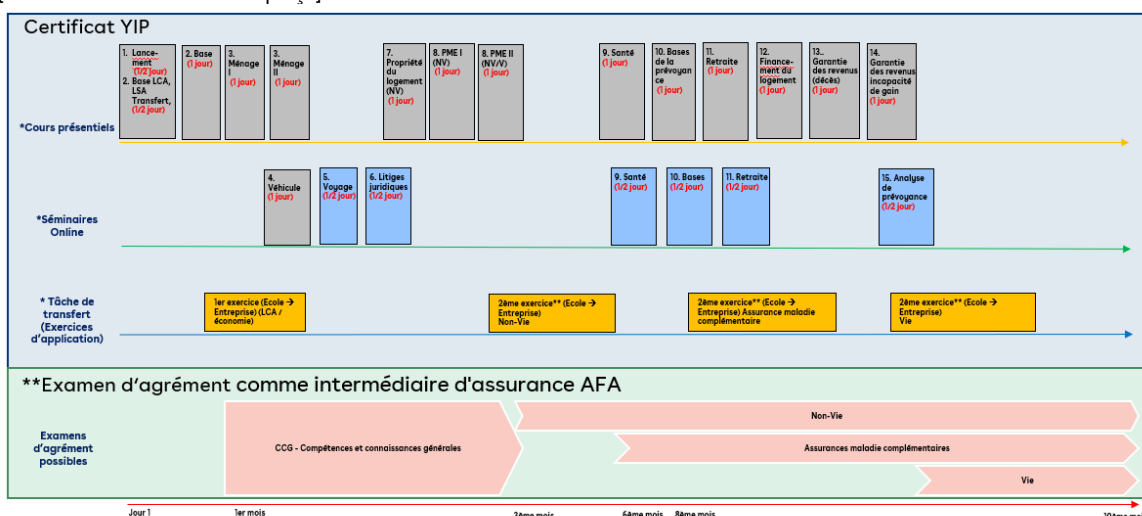 Certificat YIP
1. Lance-
ment
(1/2 jour)
2. Base LCA,
LSA
Transfert,
(1/2 jour)
2. Base
(1 jour)
3.
Ménage
I
(1 jour)
3.
Ménage
II
(1 jour)
7.
Propriété
du
logement
(NV)
(1 jour)
8. PME I
(NV)
(1 jour)
8. PME II
(NV/V)
(1 jour)
9. Santé
(1 jour)
10. Bases
de la
prévoyan
ce
(1 jour)
11.
Retraite
(1 jour)
12.
Finance-
ment du
logement
(1 jour)
13..
Garantie
des revenus
(décès)
(1 jour)
14.
Garantie
des revenus
incapacité
de gain
(1 jour)
*Cours présentiels
4.
Véhicule
(1 jour)
5.
Voyage
(1/2 jour)
6. Litiges
juridiques
(1/2 jour)
9. Santé
(1/2 jour)
10. Bases
(1/2 jour)
11. Retraite
(1/2 jour)
15. Analyse
de
prévoyance
(1/2 jour)
*Séminaires
Online
* Tâche de
transfert
(Exercices
d'application)
1er exercice (Ecole →
Entreprise) (LCA /
économie)
2ème exercice** (Ecole →
Entreprise)
Non-Vie
2ème exercice** (Ecole →
Entreprise) Assurance maladie
complémentaire
2ème exercice** (Ecole →
Entreprise)
Vie
**Examen d'agrément comme intermédiaire d'assurance AFA
Examens
d'agrément
possibles
CCG - Compétences et connaissances générales
Non-Vie
Assurances maladie complémentaires
Vie
Jour 1
1er mois
3ème mois
6ème mois
8ème mois